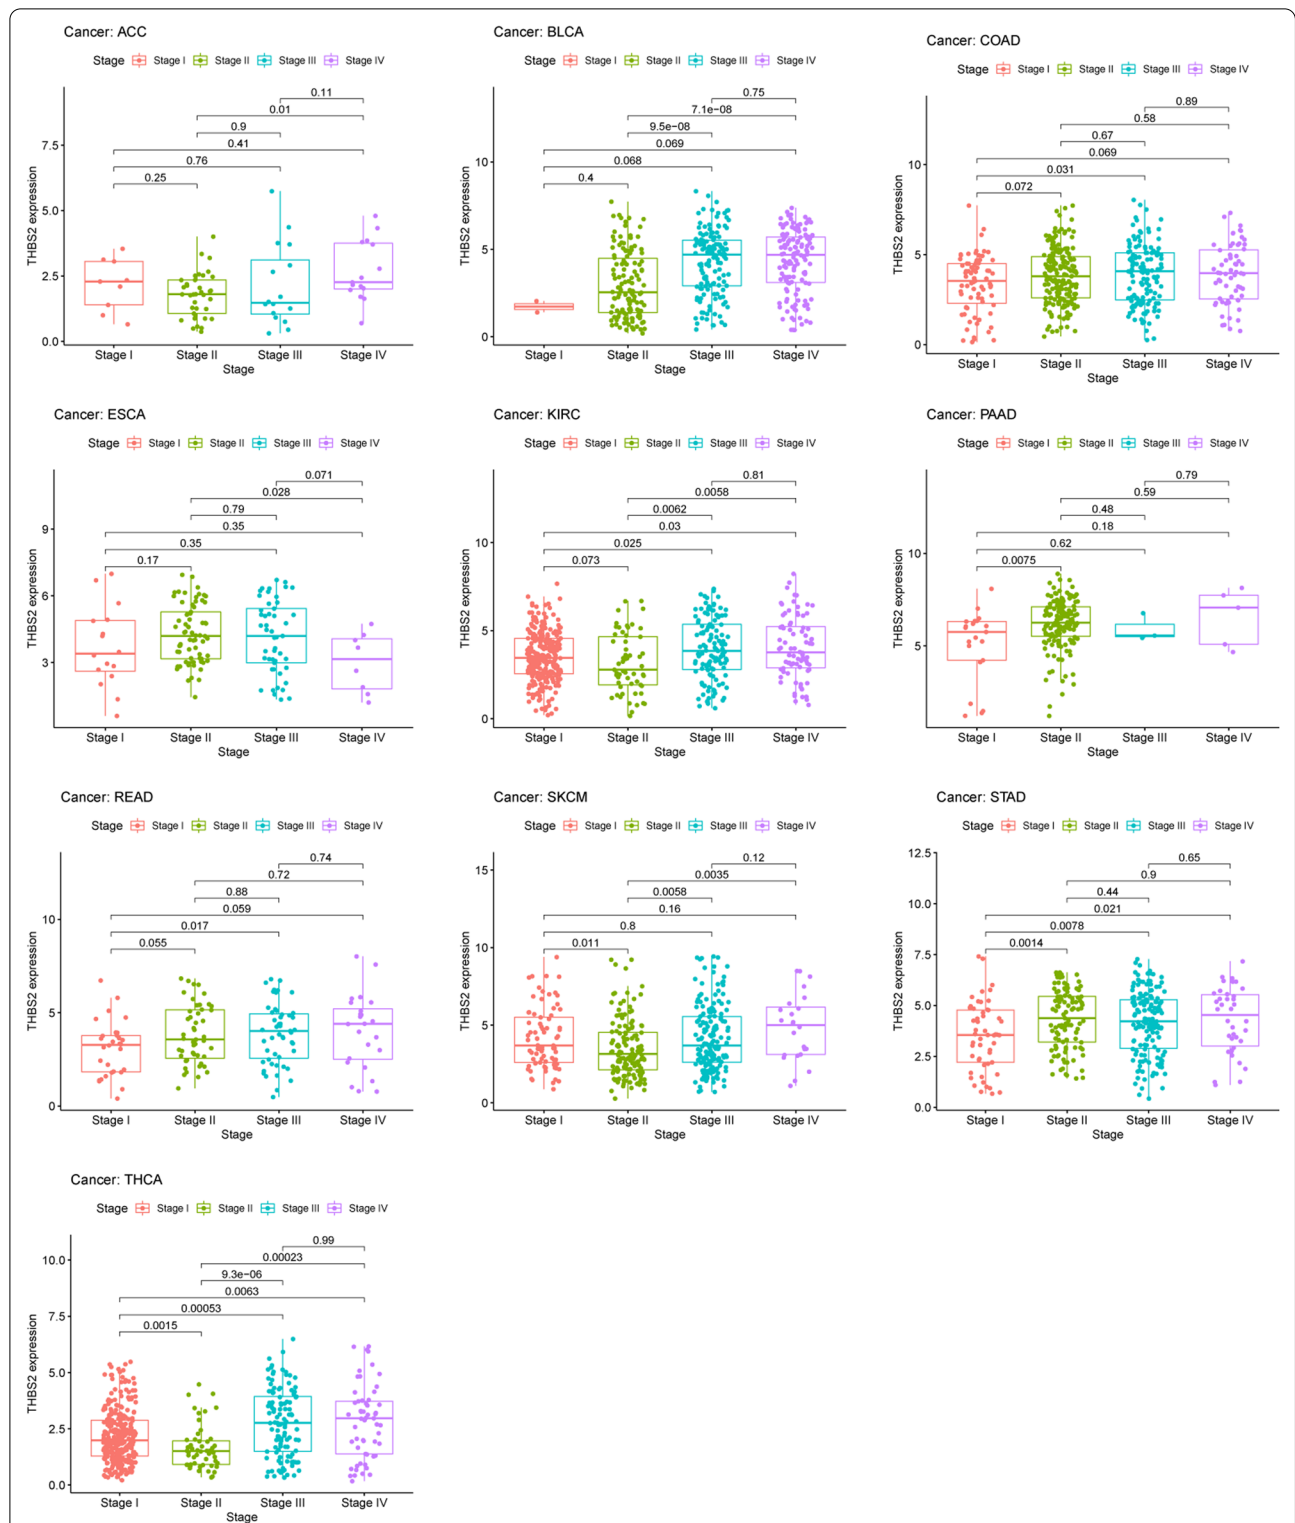 Cancer: ACC
Stage Stage I Stage II Stage III Stage IV
0.11
0.01
0.9
0.41
0.76
0.25
7.5
5.0
2.5
0.0
THBS2 expression
Stage I Stage II Stage III Stage IV
Stage
Cancer: BLCA
Stage Stage I Stage II Stage III Stage IV
0.75
7.1e−08
9.5e−08
0.069
0.068
0.4
10
5
0
THBS2 expression
Stage I Stage II Stage III Stage IV
Stage
Cancer: COAD
Stage Stage I Stage II Stage III Stage IV
0.89
0.58
0.67
0.069
0.031
0.072
10
5
0
THBS2 expression
Stage I Stage II Stage III Stage IV
Stage
Cancer: ESCA
Stage Stage I Stage II Stage III Stage IV
0.071
0.028
0.79
0.35
0.35
0.17
9
6
3
THBS2 expression
Stage I Stage II Stage III Stage IV
Stage
Cancer: KIRC
Stage Stage I Stage II Stage III Stage IV
0.81
0.0058
0.0062
0.03
0.025
0.073
10
5
0
THBS2 expression
Stage I Stage II Stage III Stage IV
Stage
Cancer: PAAD
Stage Stage I Stage II Stage III Stage IV
0.79
0.59
0.48
0.18
0.62
0.0075
10
5
THBS2 expression
Stage I Stage II Stage III Stage IV
Stage
Cancer: READ
Stage Stage I Stage II Stage III Stage IV
0.74
0.72
0.88
0.059
0.017
0.055
10
5
0
THBS2 expression
Stage I Stage II Stage III Stage IV
Stage
Cancer: SKCM
Stage Stage I Stage II Stage III Stage IV
0.12
0.0035
0.0058
0.16
0.8
0.011
15
10
5
0
THBS2 expression
Stage I Stage II Stage III Stage IV
Stage
Cancer: STAD
Stage Stage I Stage II Stage III Stage IV
0.65
0.9
0.44
0.021
0.0078
0.0014
12.5
10.0
7.5
5.0
2.5
0.0
THBS2 expression
Stage I Stage II Stage III Stage IV
Stage
Cancer: THCA
Stage Stage I Stage II Stage III Stage IV
0.99
0.00023
9.3e−06
0.0063
0.00053
0.0015
10.0
7.5
5.0
2.5
0.0
THBS2 expression
Stage I Stage II Stage III Stage IV
Stage